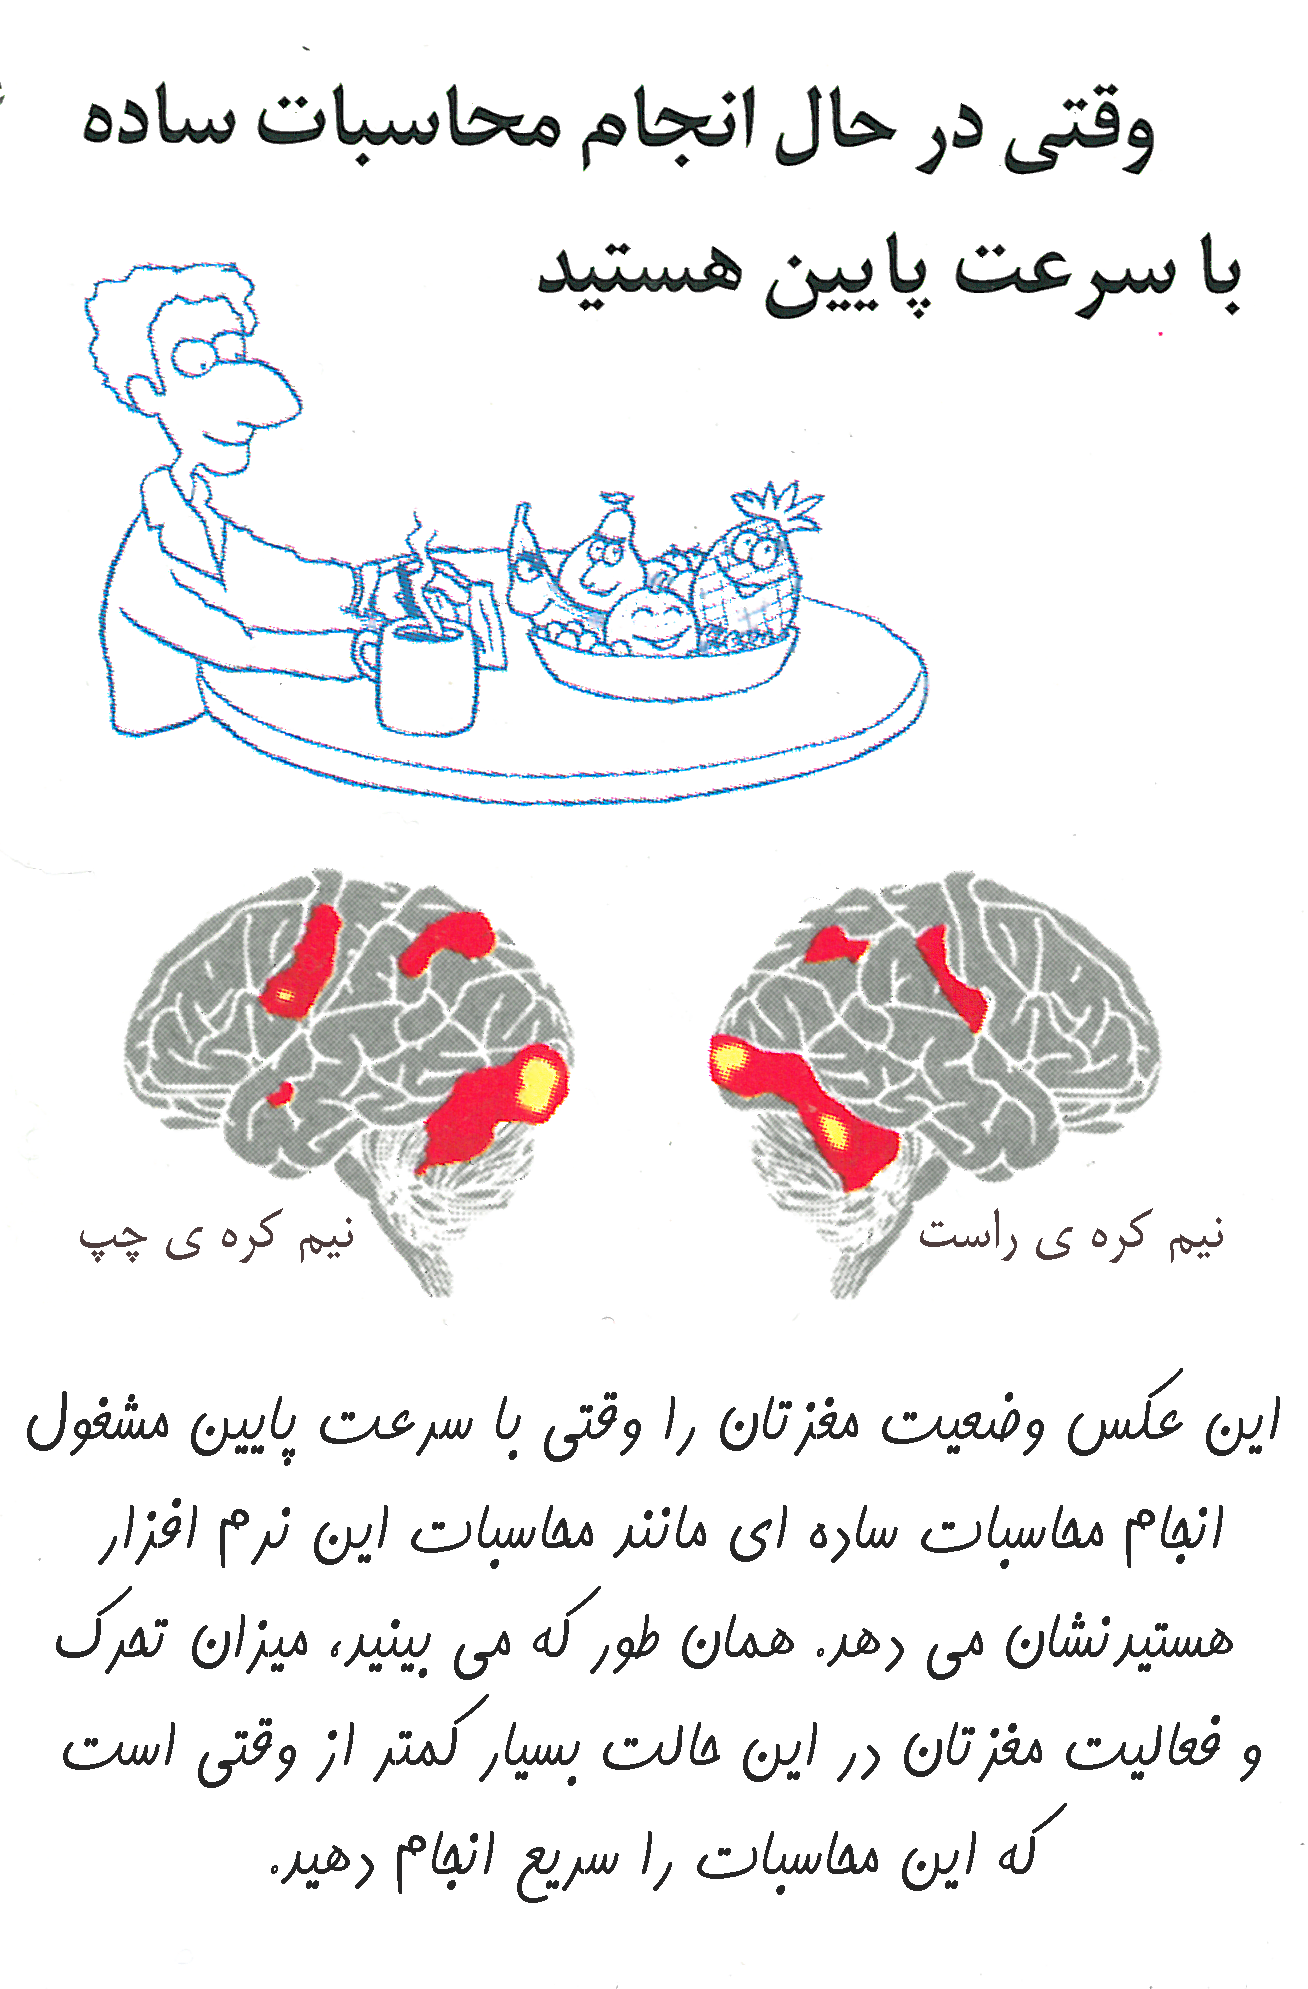 وقتی در حال انجام محاسبات ساده
با سرعت پایین هستید
نیم کره ی چپ
نیم کره ی راست
این عکس وضعیت مغزتان را وقتی با سرعت پایین مشغول
انجام محاسبات ساده ای مانند محاسبات این نرم افزار
هستیدنشان می دهد. همان طور که می بینید، میزان تحرک
و فعالیت مغزتان در این حالت بسیار کمتر از وقتی است
که این محاسبات را سریع انجام دهید.